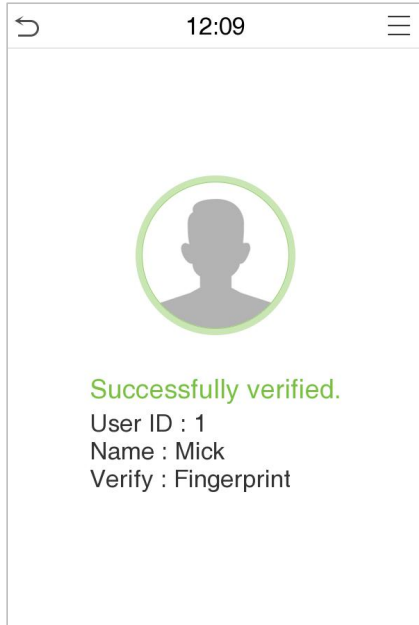 12:09
Successfully verified.
User ID : 1
Name : Mick
Verify : Fingerprint